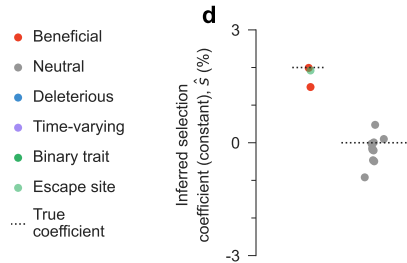 d
Beneficial
Neutral
Deleterious
Time-varying
Binary trait
Escape site
True
coefficient
Inferred selection
coefficient (constant), ŝ (%)
3
0
-3